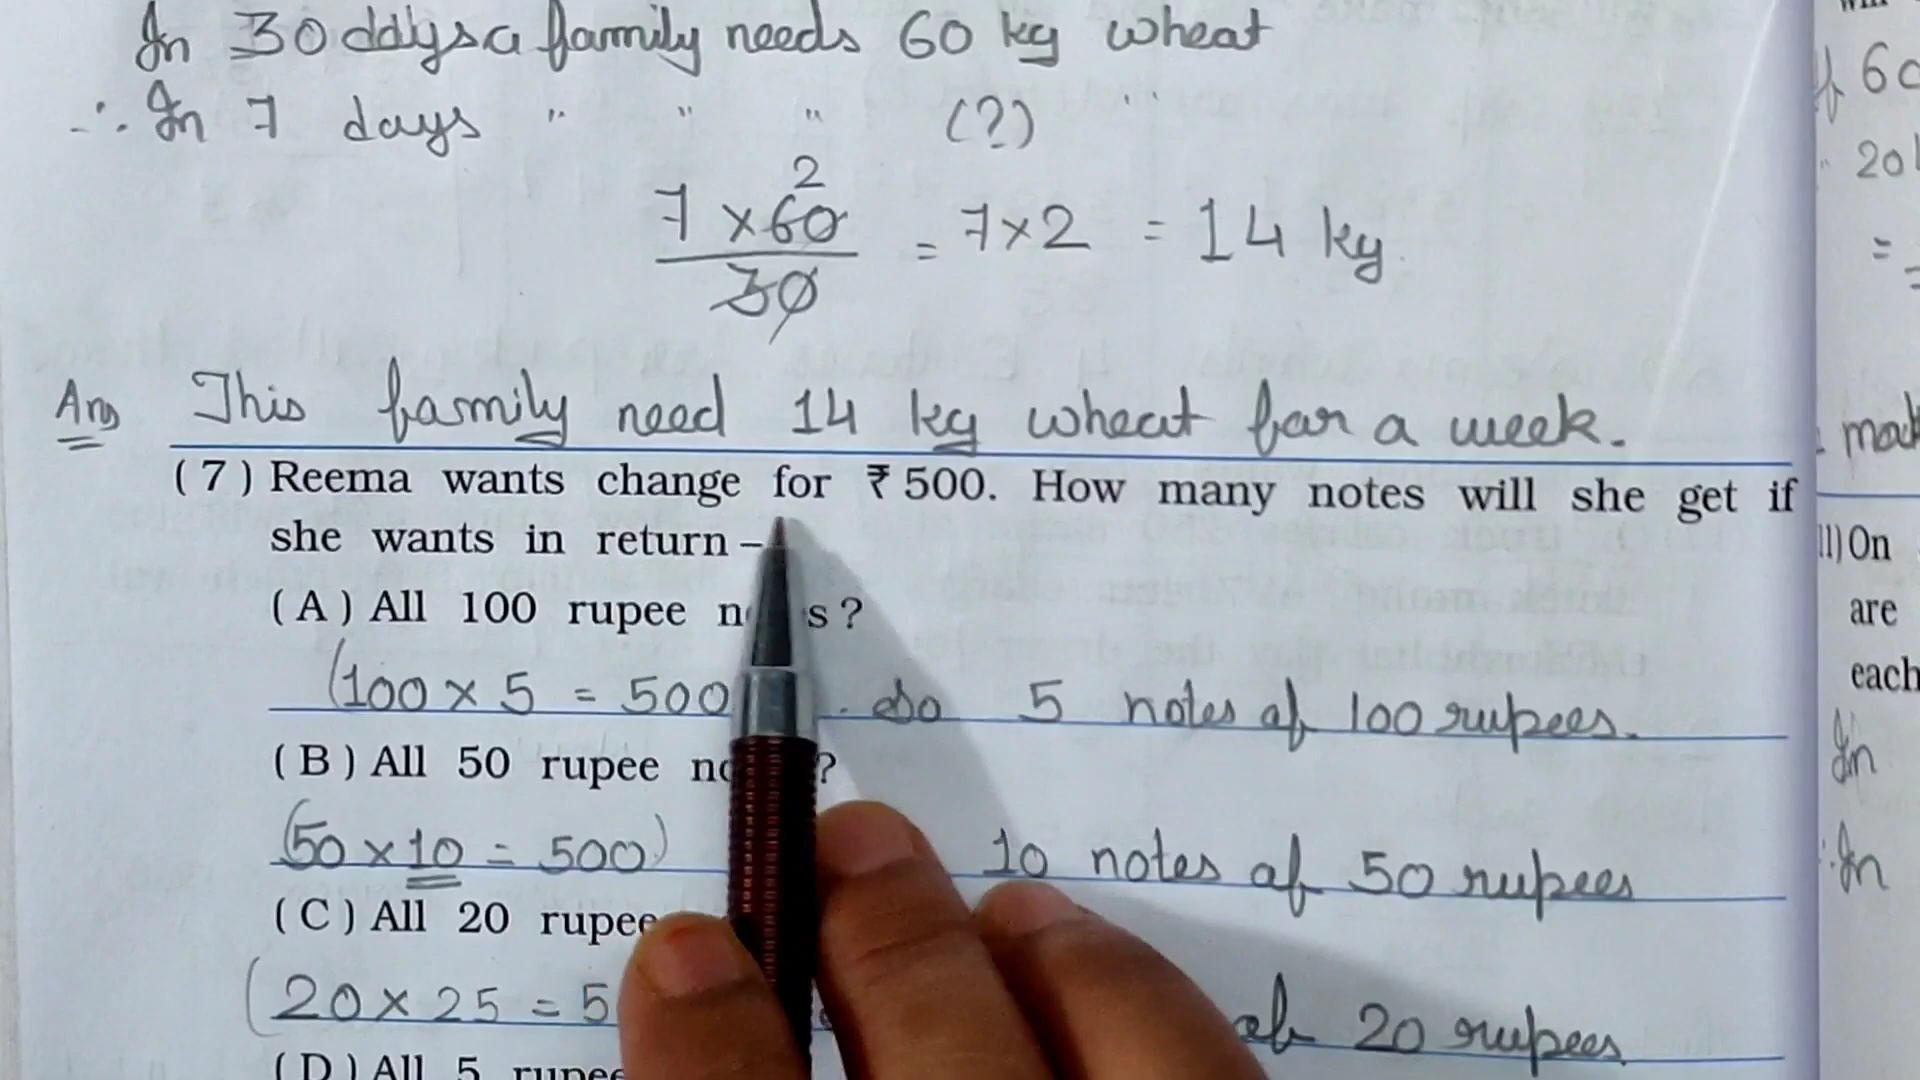 In 30 days a family needs 60 kg wheat
∴ In 7 days " " " (?) "
2
7 × 60
= 7 × 2 = 14 kg
30
Ans This family need 14 kg wheat for a week.
(7) Reema wants change for ₹ 500. How many notes will she get if
she wants in return –
(A) All 100 rupee ?
(100 × 5 = 500 . so 5 notes of 100 rupees.
(B) All 50 rupee ?
(50 × 10 = 500) 10 notes of 50 rupees
(C) All 20 rupee
(20 × 25 = 5 of 20 rupees
(D) All 5 rupee
20
=
11) On
are
each
In
∴ In